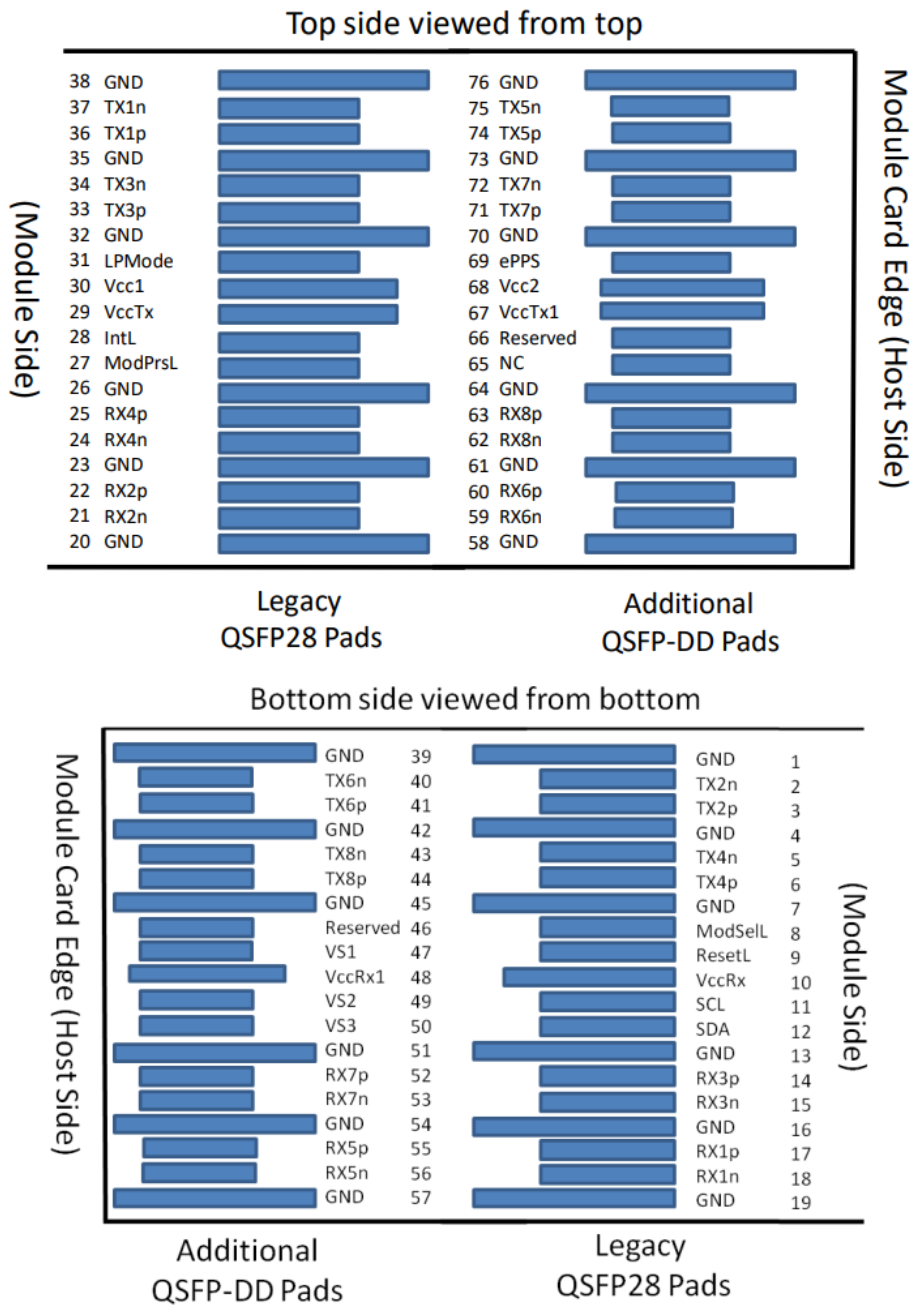 Top side viewed from top
38 GND 76 GND
37 TX1n 75 TX5n
36 TX1p 74 TX5p
35 GND 73 GND
34 TX3n 72 TX7n
33 TX3p 71 TX7p
32 GND 70 GND
31 LPMode 69 ePPS
30 Vcc1 68 Vcc2
29 VccTx 67 VccTx1
28 IntL 66 Reserved
27 ModPrsL 65 NC
26 GND 64 GND
25 RX4p 63 RX8p
24 RX4n 62 RX8n
23 GND 61 GND
22 RX2p 60 RX6p
21 RX2n 59 RX6n
20 GND 58 GND
(Module Side)
Module Card Edge (Host Side)
Legacy
QSFP28 Pads
Additional
QSFP-DD Pads
Bottom side viewed from bottom
Module Card Edge (Host Side)
GND 39 GND 1
TX6n 40 TX2n 2
TX6p 41 TX2p 3
GND 42 GND 4
TX8n 43 TX4n 5
TX8p 44 TX4p 6
GND 45 GND 7
Reserved 46 ModSelL 8
VS1 47 ResetL 9
VccRx1 48 VccRx 10
VS2 49 SCL 11
VS3 50 SDA 12
GND 51 GND 13
RX7p 52 RX3p 14
RX7n 53 RX3n 15
GND 54 GND 16
RX5p 55 RX1p 17
RX5n 56 RX1n 18
GND 57 GND 19
(Module Side)
Additional
QSFP-DD Pads
Legacy
QSFP28 Pads